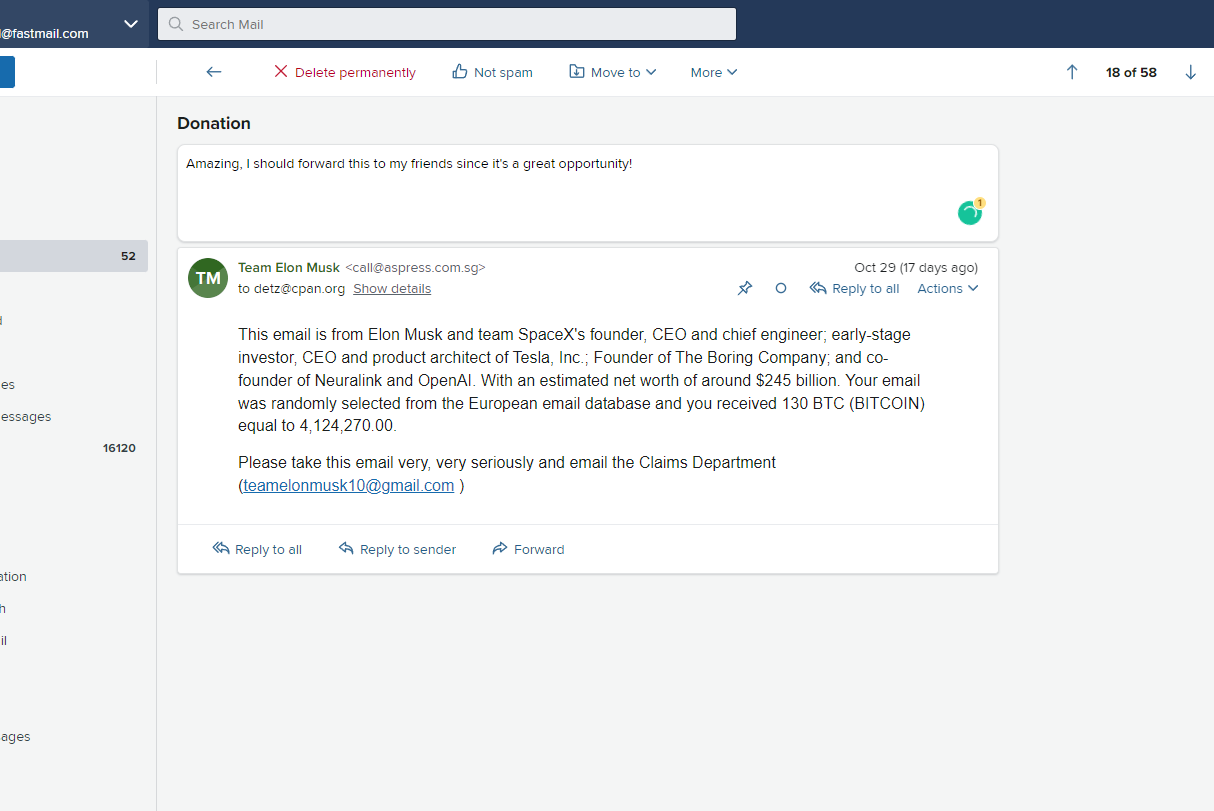 @fastmail.com
Search Mail
Delete permanently
Not spam
Move to
More
18 of 58
Donation
Amazing, I should forward this to my friends since it's a great opportunity!
1
52
TM
Team Elon Musk <call@aspress.com.sg>
Oct 29 (17 days ago)
to detz@cpan.org Show details
Reply to all
Actions
This email is from Elon Musk and team SpaceX's founder, CEO and chief engineer; early-stage
investor, CEO and product architect of Tesla, Inc.; Founder of The Boring Company; and co-
founder of Neuralink and OpenAI. With an estimated net worth of around $245 billion. Your email
was randomly selected from the European email database and you received 130 BTC (BITCOIN)
equal to 4,124,270.00.
Please take this email very, very seriously and email the Claims Department
(teamelonmusk10@gmail.com )
Reply to all
Reply to sender
Forward
es
essages
16120
ation
h
il
ages